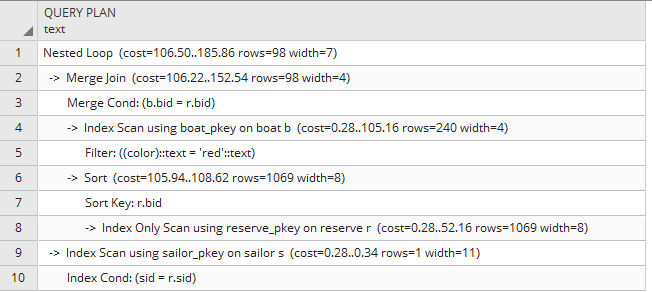 QUERY PLAN
text
1 Nested Loop (cost=106.50..185.86 rows=98 width=7)
2 -> Merge Join (cost=106.22..152.54 rows=98 width=4)
3 Merge Cond: (b.bid = r.bid)
4 -> Index Scan using boat_pkey on boat b (cost=0.28..105.16 rows=240 width=4)
5 Filter: ((color)::text = 'red'::text)
6 -> Sort (cost=105.94..108.62 rows=1069 width=8)
7 Sort Key: r.bid
8 -> Index Only Scan using reserve_pkey on reserve r (cost=0.28..52.16 rows=1069 width=8)
9 -> Index Scan using sailor_pkey on sailor s (cost=0.28..0.34 rows=1 width=11)
10 Index Cond: (sid = r.sid)